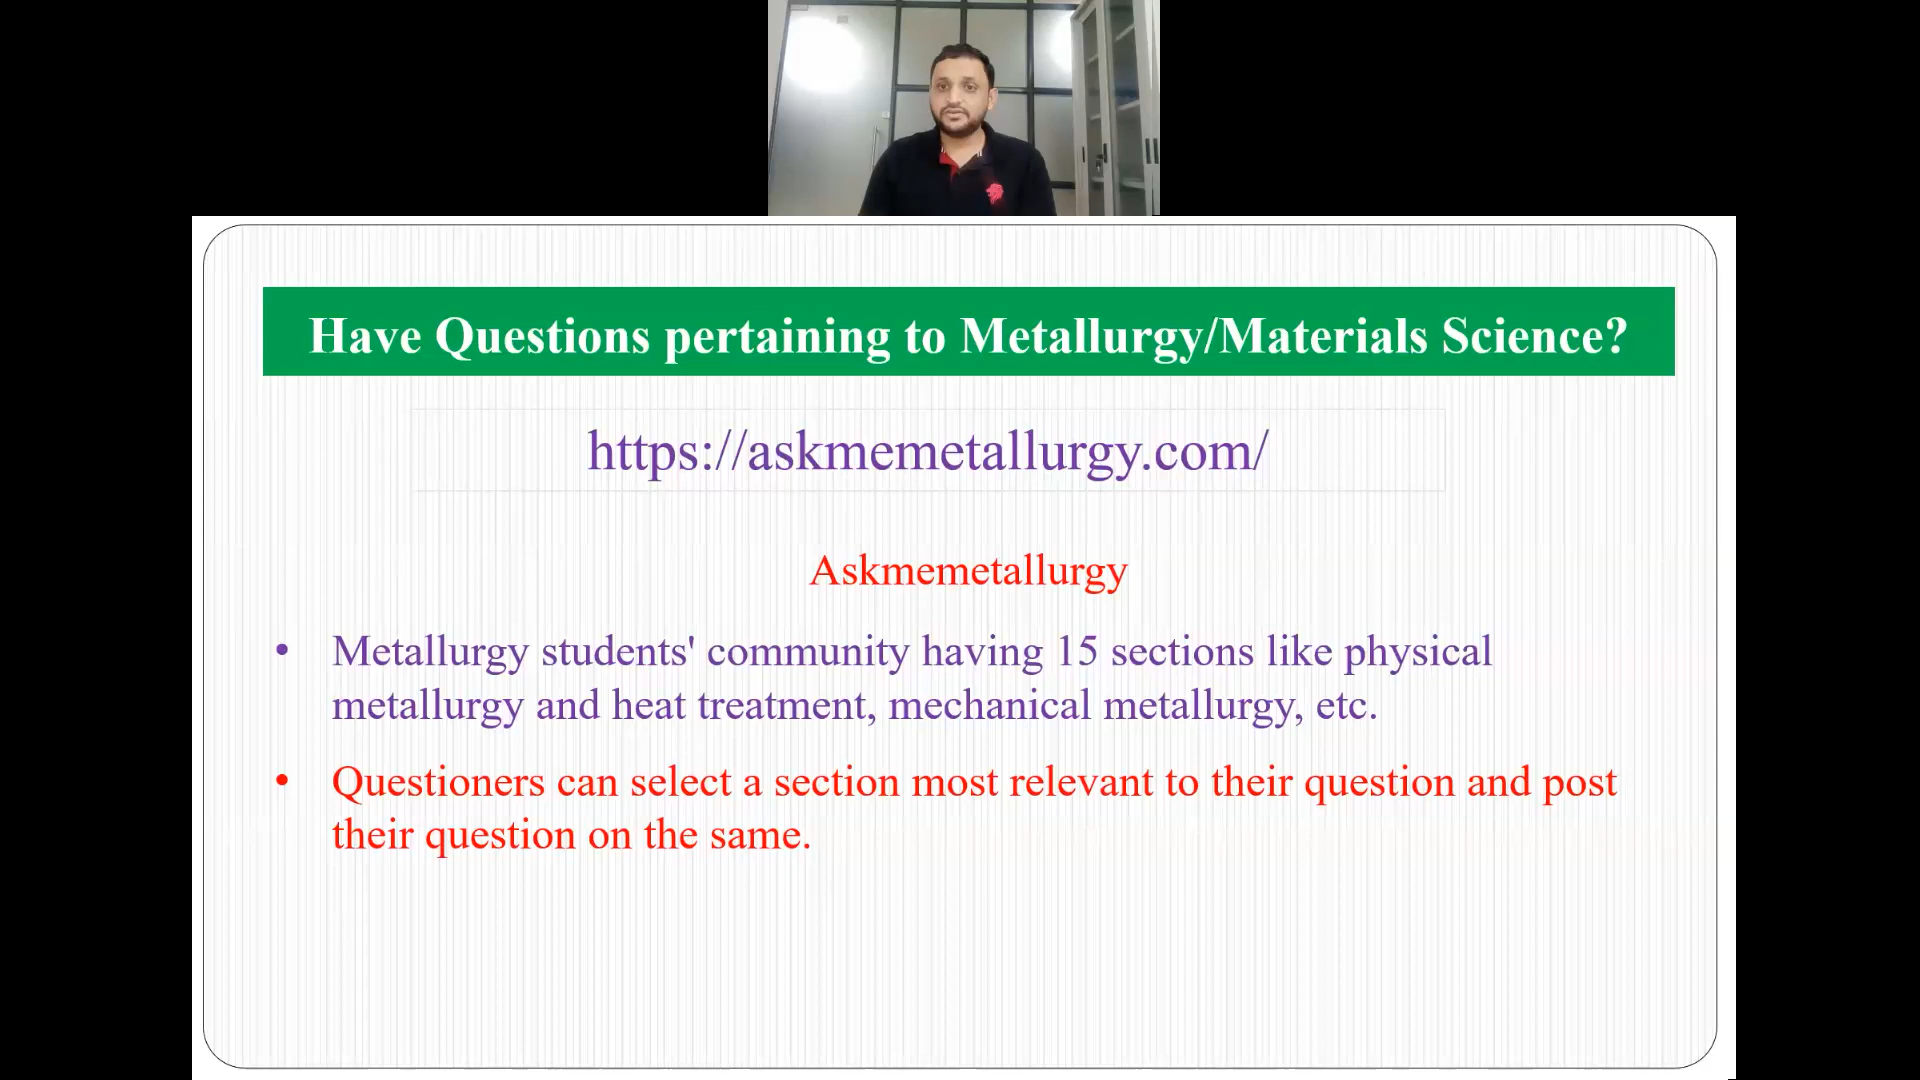 Have Questions pertaining to Metallurgy/Materials Science?
https://askmemetallurgy.com/
Askmemetallurgy
• Metallurgy students' community having 15 sections like physical
metallurgy and heat treatment, mechanical metallurgy, etc.
• Questioners can select a section most relevant to their question and post
their question on the same.